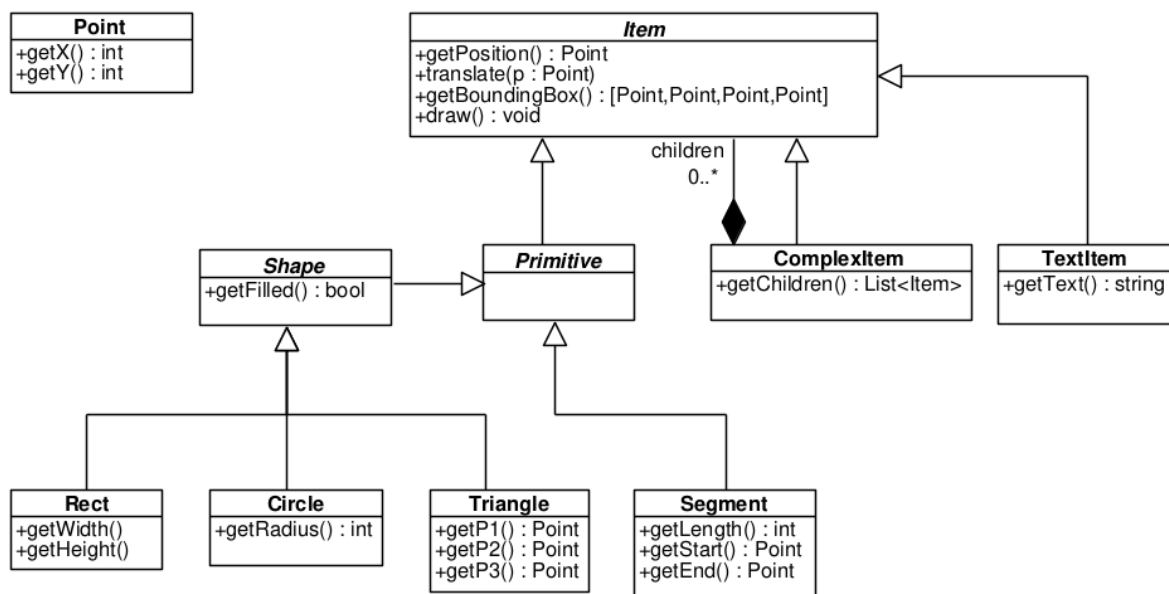 Point
+getX() : int
+getY() : int
Item
+getPosition() : Point
+translate(p : Point)
+getBoundingBox() : [Point,Point,Point,Point]
+draw() : void
children
0..*
Shape
+getFilled() : bool
Primitive
ComplexItem
+getChildren() : List<Item>
TextItem
+getText() : string
Rect
+getWidth()
+getHeight()
Circle
+getRadius() : int
Triangle
+getP1() : Point
+getP2() : Point
+getP3() : Point
Segment
+getLength() : int
+getStart() : Point
+getEnd() : Point